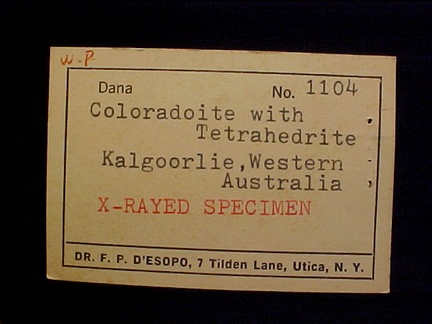 W.P.
Dana No. 1104
Coloradoite with
Tetrahedrite
Kalgoorlie,Western
Australia
X-RAYED SPECIMEN
DR. F. P. D'ESOPO, 7 Tilden Lane, Utica, N. Y.